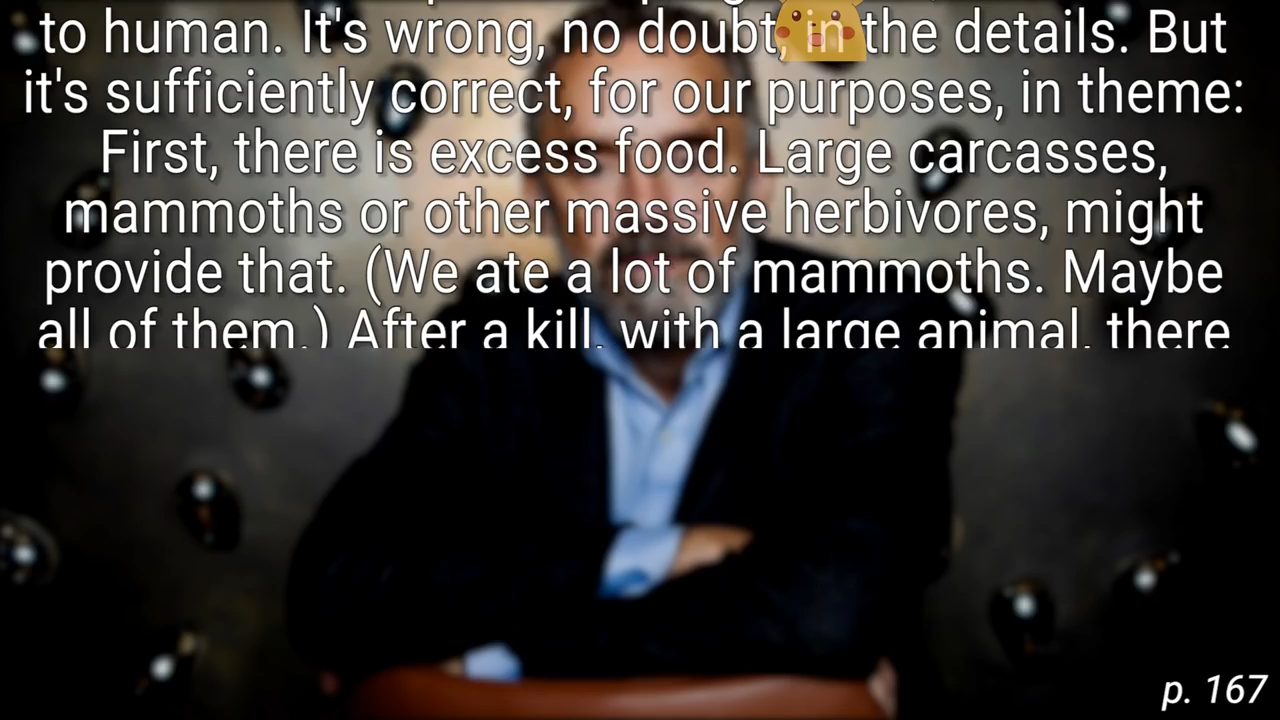 to human. It's wrong, no doubt, in the details. But
it's sufficiently correct, for our purposes, in theme:
First, there is excess food. Large carcasses,
mammoths or other massive herbivores, might
provide that. (We ate a lot of mammoths. Maybe
all of them.) After a kill, with a large animal, there
p. 167